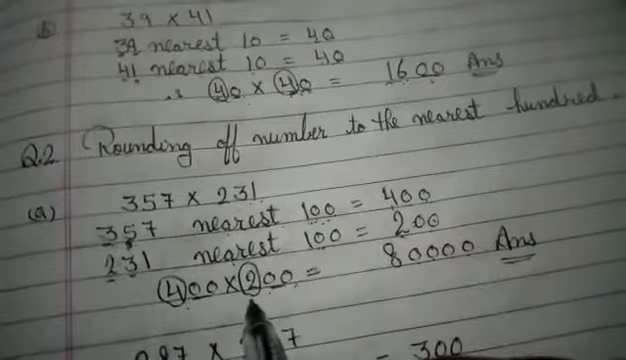 (b) 39 × 41
39 nearest 10 = 40
41 nearest 10 = 40
∴ 40 × 40 = 1600 Ans
Q.2. Rounding off number to the nearest hundred.
(a) 357 × 231
357 nearest 100 = 400
231 nearest 100 = 200
400 × 200 = 80000 Ans
× 7
= 300